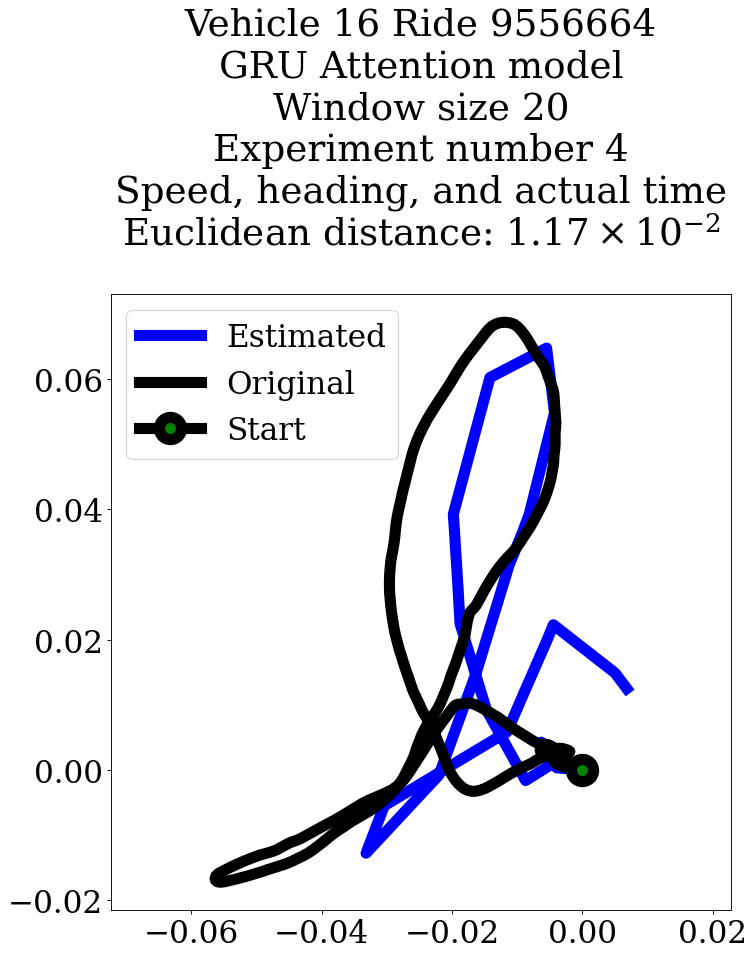 Vehicle 16 Ride 9556664
GRU Attention model
Window size 20
Experiment number 4
Speed, heading, and actual time
Euclidean distance: 1.17 × 10⁻²
Estimated
Original
Start
0.06
0.04
0.02
0.00
−0.02
−0.06
−0.04
−0.02
0.00
0.02